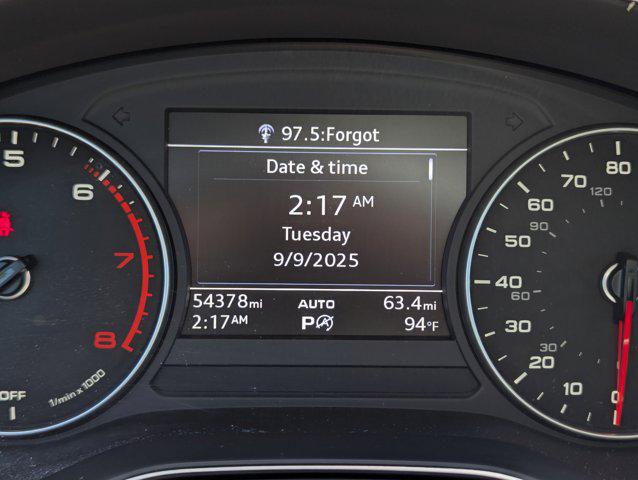 97.5:Forgot
Date & time
2:17 AM
Tuesday
9/9/2025
54378mi AUTO 63.4mi
2:17AM P 94°F
5
6
7
8
1/min x 1000
OFF
80
70 120
60
50 90
40
60
30
30
20
10
0